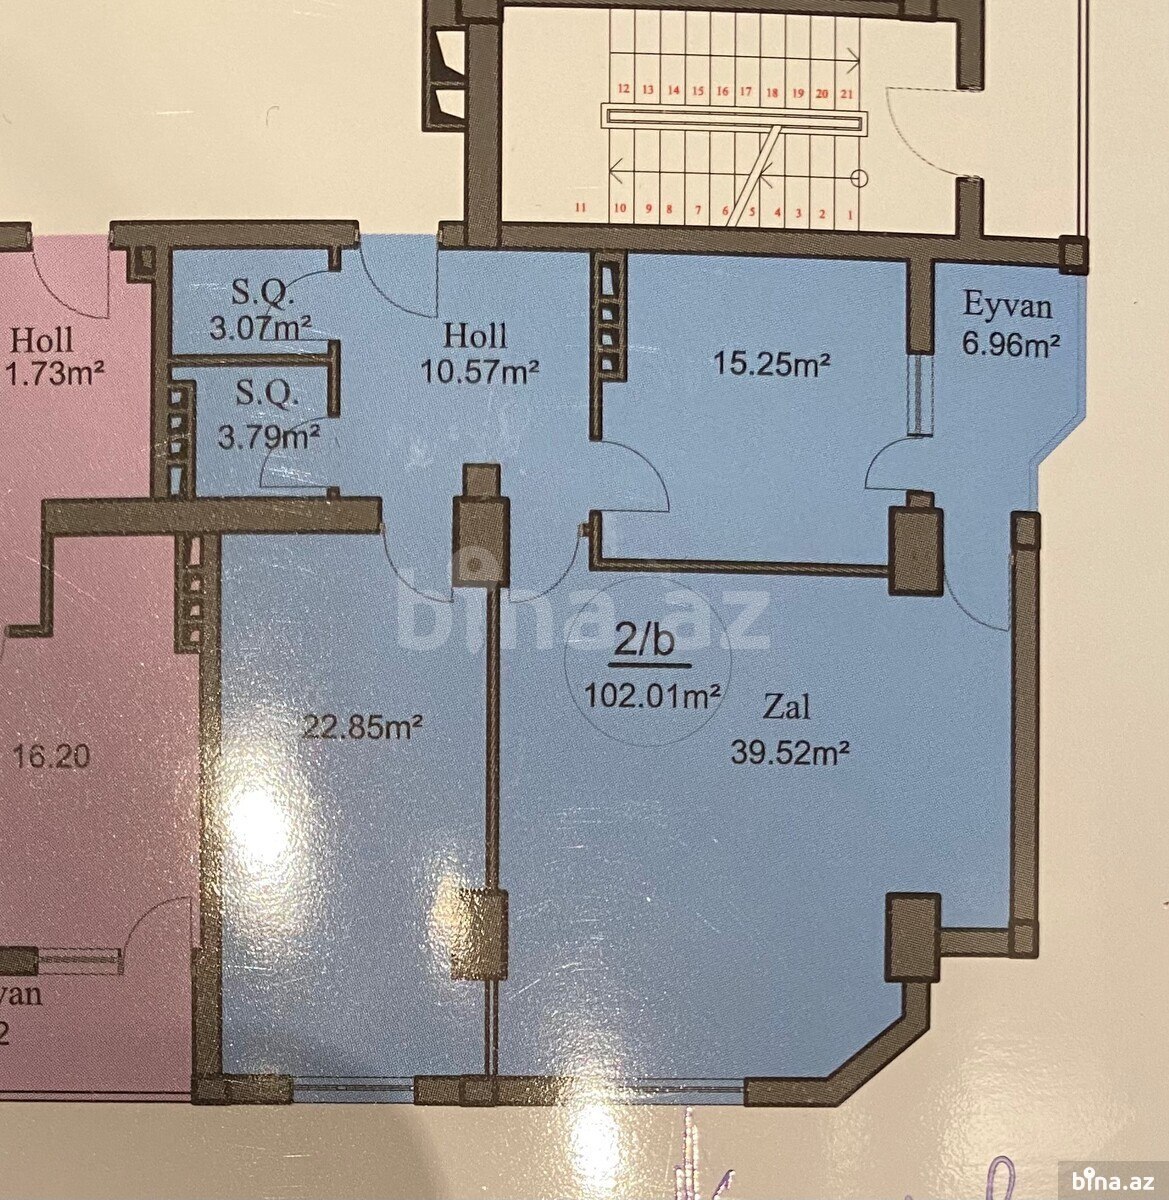 12 13 14 15 16 17 18 19 20 21
11 10 9 8 7 6 5 4 3 2 1
S.Q.
3.07m²
Holl
10.57m²
15.25m²
Eyvan
6.96m²
Holl
1.73m²
S.Q.
3.79m²
bina.az
2/b
102.01m²
Zal
39.52m²
22.85m²
16.20
van
2
bina.az